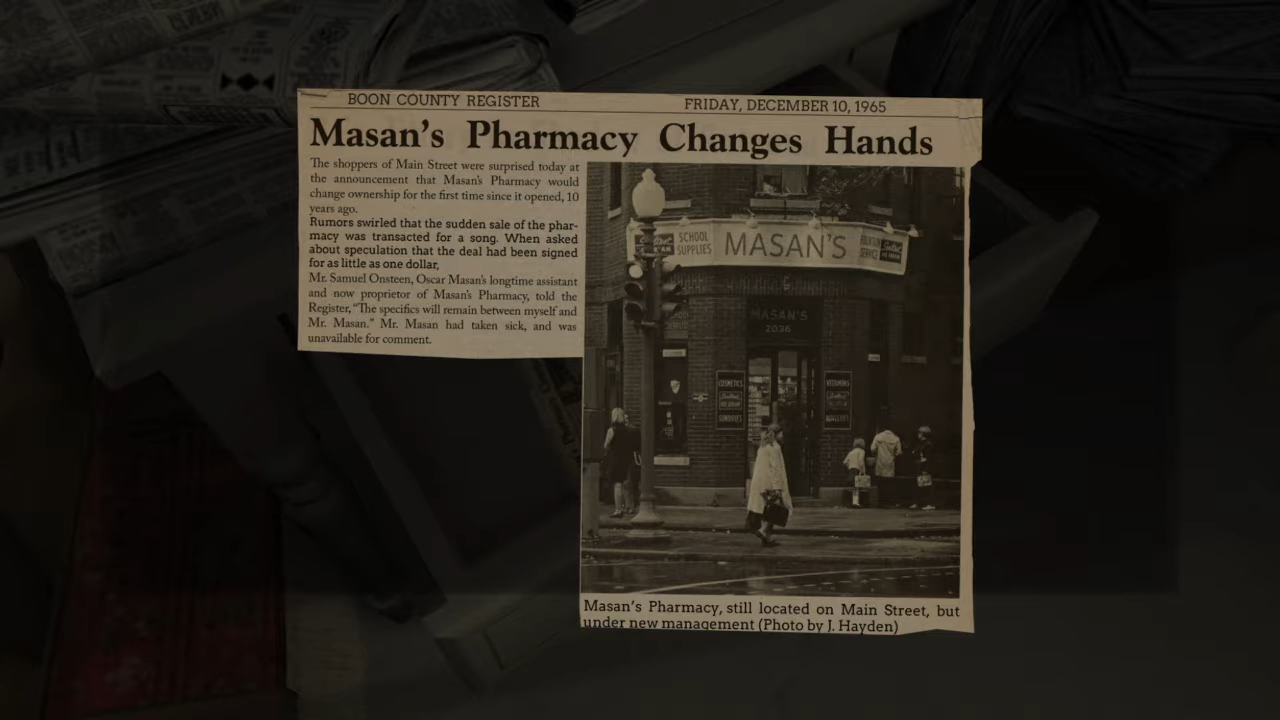 BOON COUNTY REGISTER
FRIDAY, DECEMBER 10, 1965
Masan's Pharmacy Changes Hands
The shoppers of Main Street were surprised today at
the announcement that Masan's Pharmacy would
change ownership for the first time since it opened, 10
years ago.
Rumors swirled that the sudden sale of the phar-
macy was transacted for a song. When asked
about speculation that the deal had been signed
for as little as one dollar,
Mr. Samuel Onsteen, Oscar Masan's longtime assistant
and now proprietor of Masan's Pharmacy, told the
Register, "The specifics will remain between myself and
Mr. Masan." Mr. Masan had taken sick, and was
unavailable for comment.
SCHOOL
SUPPLIES
MASAN'S
FOUNTAIN
SERVICE
MASAN'S
2036
COSMETICS
SUNDRIES
VITAMINS
Masan's Pharmacy, still located on Main Street, but
under new management (Photo by J. Hayden)